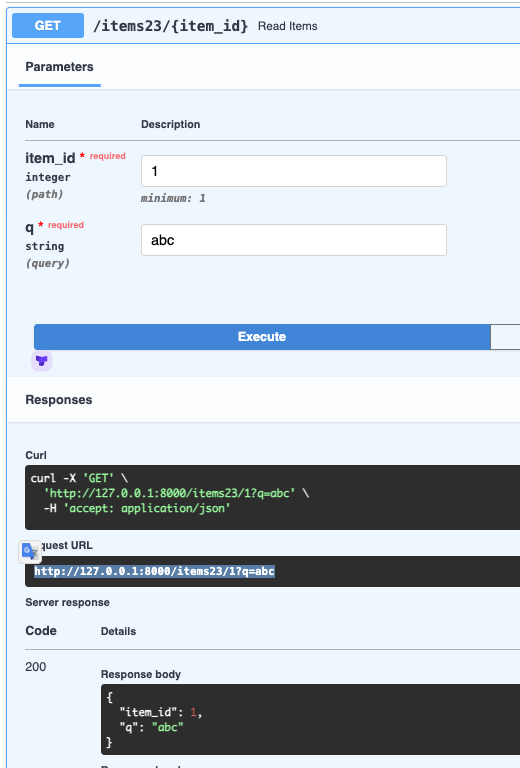 GET /items23/{item_id} Read Items
Parameters
Name Description
item_id * required
integer
(path)
1
minimum: 1
q * required
string
(query)
abc
Execute
Responses
Curl
curl -X 'GET' \
'http://127.0.0.1:8000/items23/1?q=abc' \
-H 'accept: application/json'
quest URL
http://127.0.0.1:8000/items23/1?q=abc
Server response
Code Details
200
Response body
{
"item_id": 1,
"q": "abc"
}